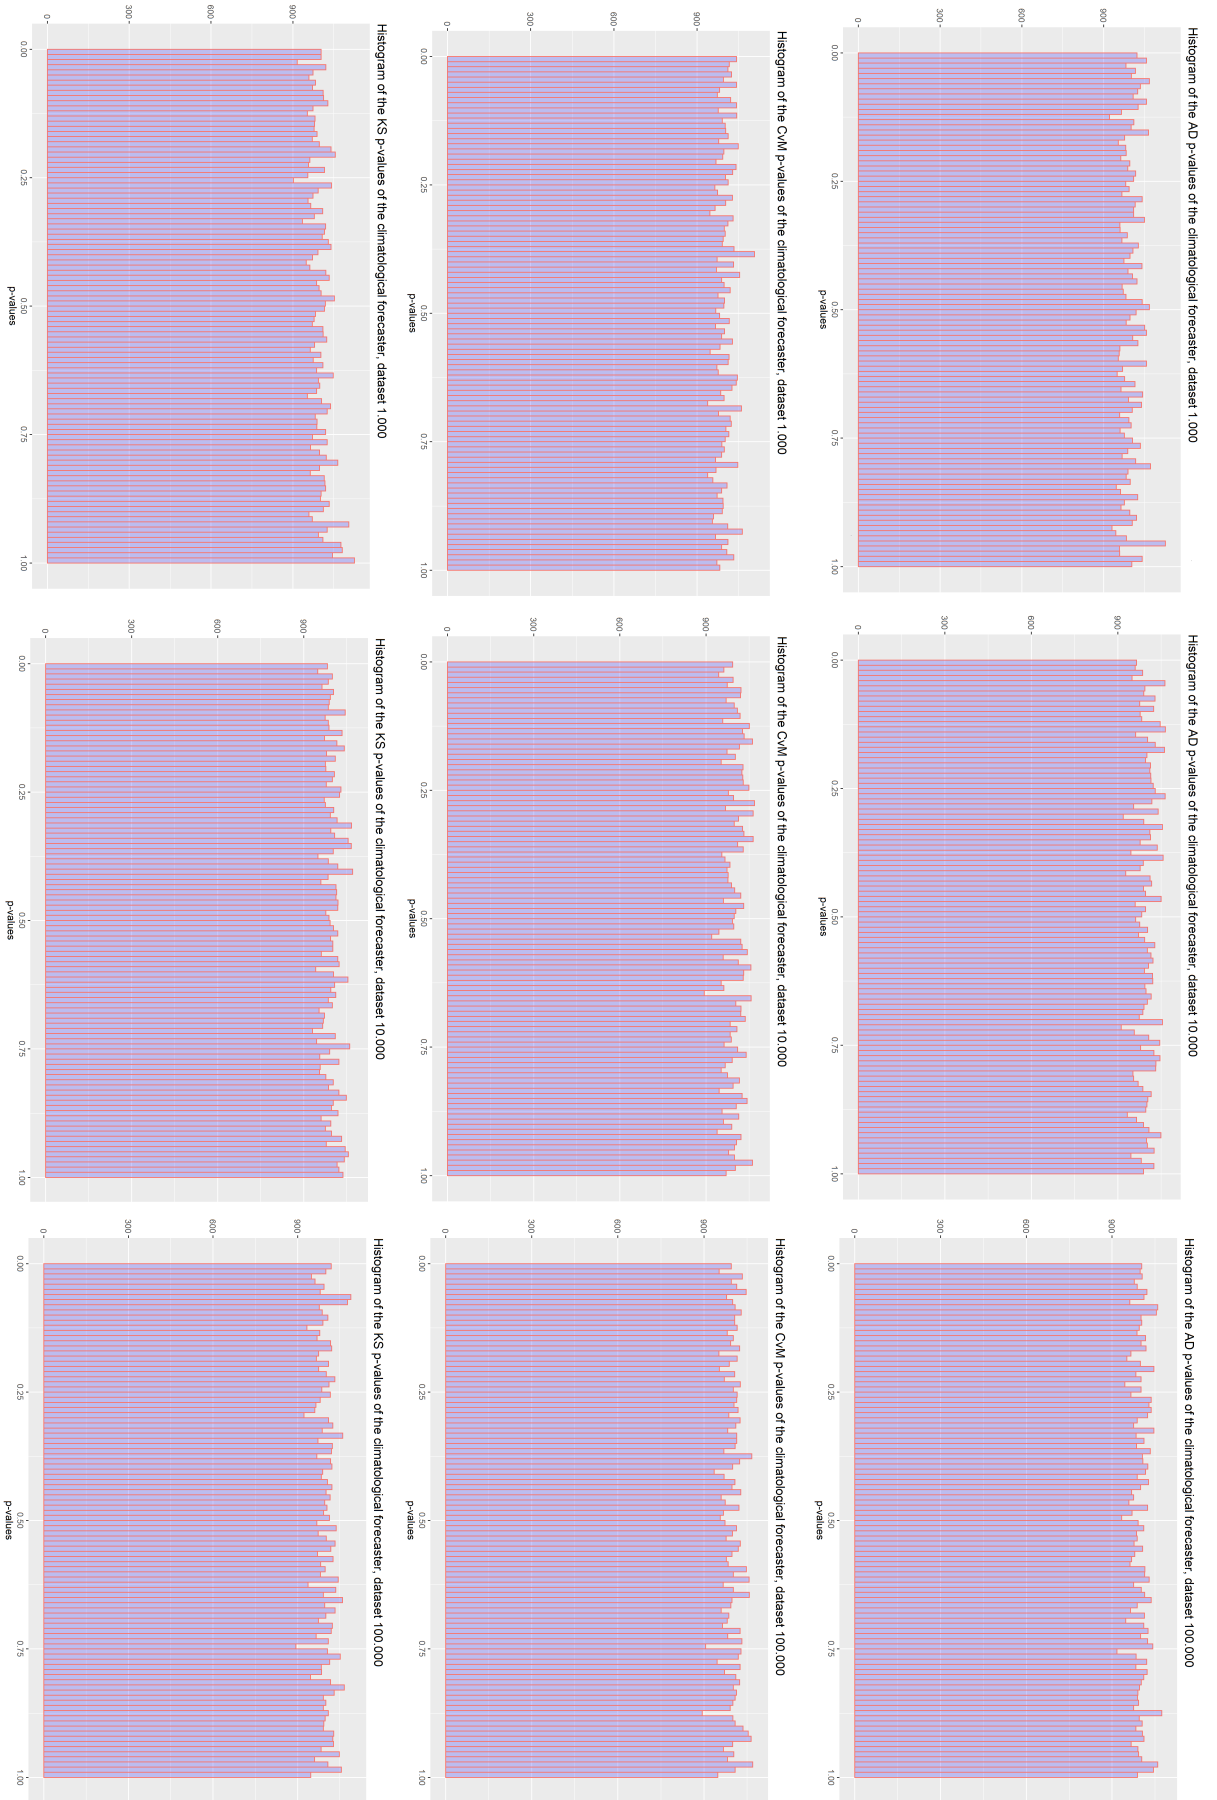 Histogram of the AD p-values of the climatological forecaster, dataset 1.000
900
600
300
0
0.00 0.25 0.50 0.75 1.00
p-values
Histogram of the AD p-values of the climatological forecaster, dataset 10.000
900
600
300
0
0.00 0.25 0.50 0.75 1.00
p-values
Histogram of the AD p-values of the climatological forecaster, dataset 100.000
900
600
300
0
0.00 0.25 0.50 0.75 1.00
p-values
Histogram of the CvM p-values of the climatological forecaster, dataset 1.000
900
600
300
0
0.00 0.25 0.50 0.75 1.00
p-values
Histogram of the CvM p-values of the climatological forecaster, dataset 10.000
900
600
300
0
0.00 0.25 0.50 0.75 1.00
p-values
Histogram of the CvM p-values of the climatological forecaster, dataset 100.000
900
600
300
0
0.00 0.25 0.50 0.75 1.00
p-values
Histogram of the KS p-values of the climatological forecaster, dataset 1.000
900
600
300
0
0.00 0.25 0.50 0.75 1.00
p-values
Histogram of the KS p-values of the climatological forecaster, dataset 10.000
900
600
300
0
0.00 0.25 0.50 0.75 1.00
p-values
Histogram of the KS p-values of the climatological forecaster, dataset 100.000
900
600
300
0
0.00 0.25 0.50 0.75 1.00
p-values